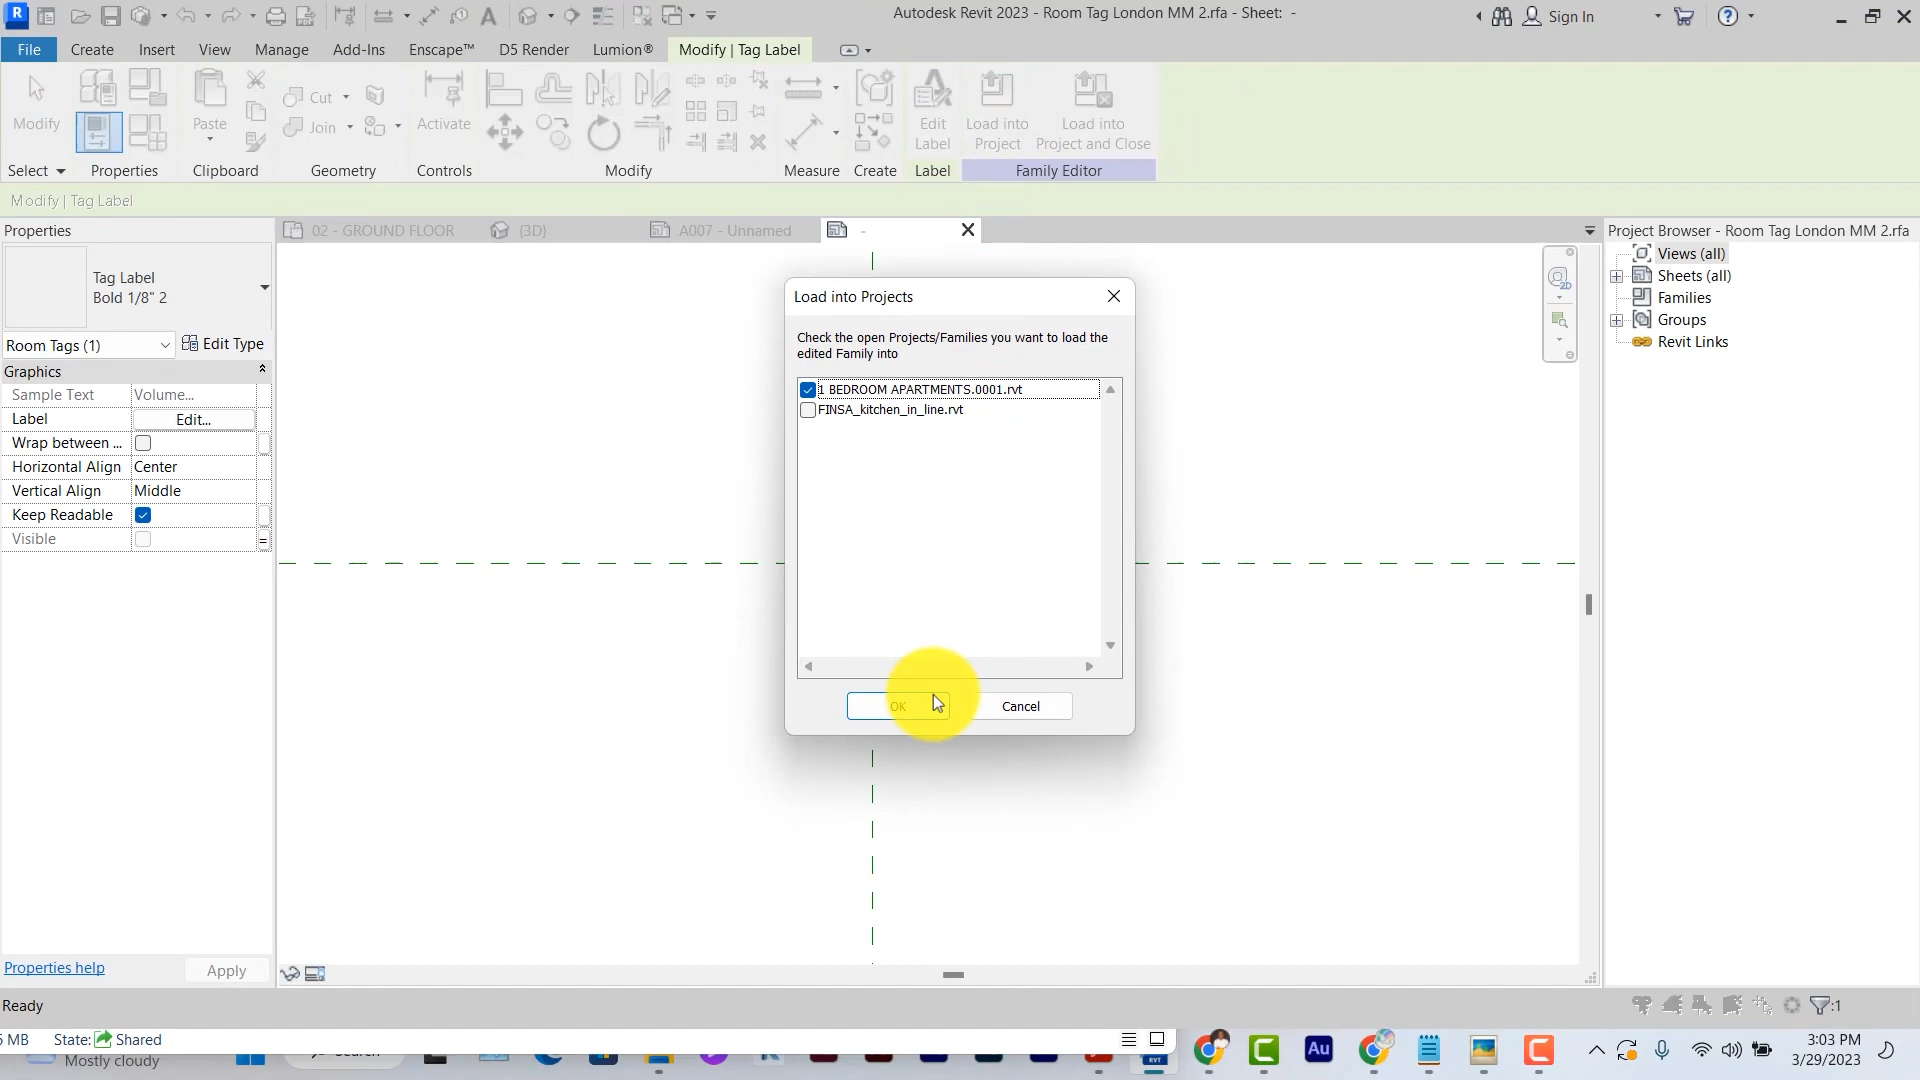 Autodesk Revit 2023 - Room Tag London MM 2.rfa - Sheet: -
Sign In
File Create Insert View Manage Add-Ins Enscape™ D5 Render Lumion® Modify | Tag Label
Modify
Paste
Cut
Join
Activate
Edit Label
Load into Project
Load into Project and Close
Select Properties Clipboard Geometry Controls Modify Measure Create Label Family Editor
Modify | Tag Label
Properties
02 - GROUND FLOOR
{3D}
A007 - Unnamed
-
Project Browser - Room Tag London MM 2.rfa
Tag Label
Bold 1/8" 2
Room Tags (1)
Edit Type
Graphics
Sample Text Volume...
Label Edit...
Wrap between ...
Horizontal Align Center
Vertical Align Middle
Keep Readable
Visible
=
Properties help
Apply
Load into Projects
Check the open Projects/Families you want to load the
edited Family into
1 BEDROOM APARTMENTS.0001.rvt
FINSA_kitchen_in_line.rvt
OK
Cancel
2D
Views (all)
Sheets (all)
Families
Groups
Revit Links
Ready
:1
MB State: Shared
Mostly cloudy
RVT
Au
3:03 PM
3/29/2023